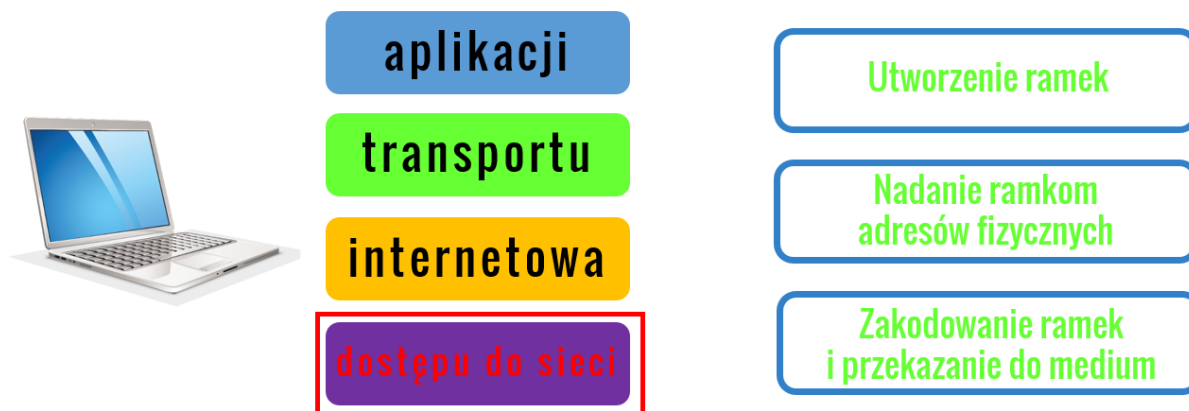 aplikacji
transportu
internetowa
dostępu do sieci
Utworzenie ramek
Nadanie ramkom
adresów fizycznych
Zakodowanie ramek
i przekazanie do medium